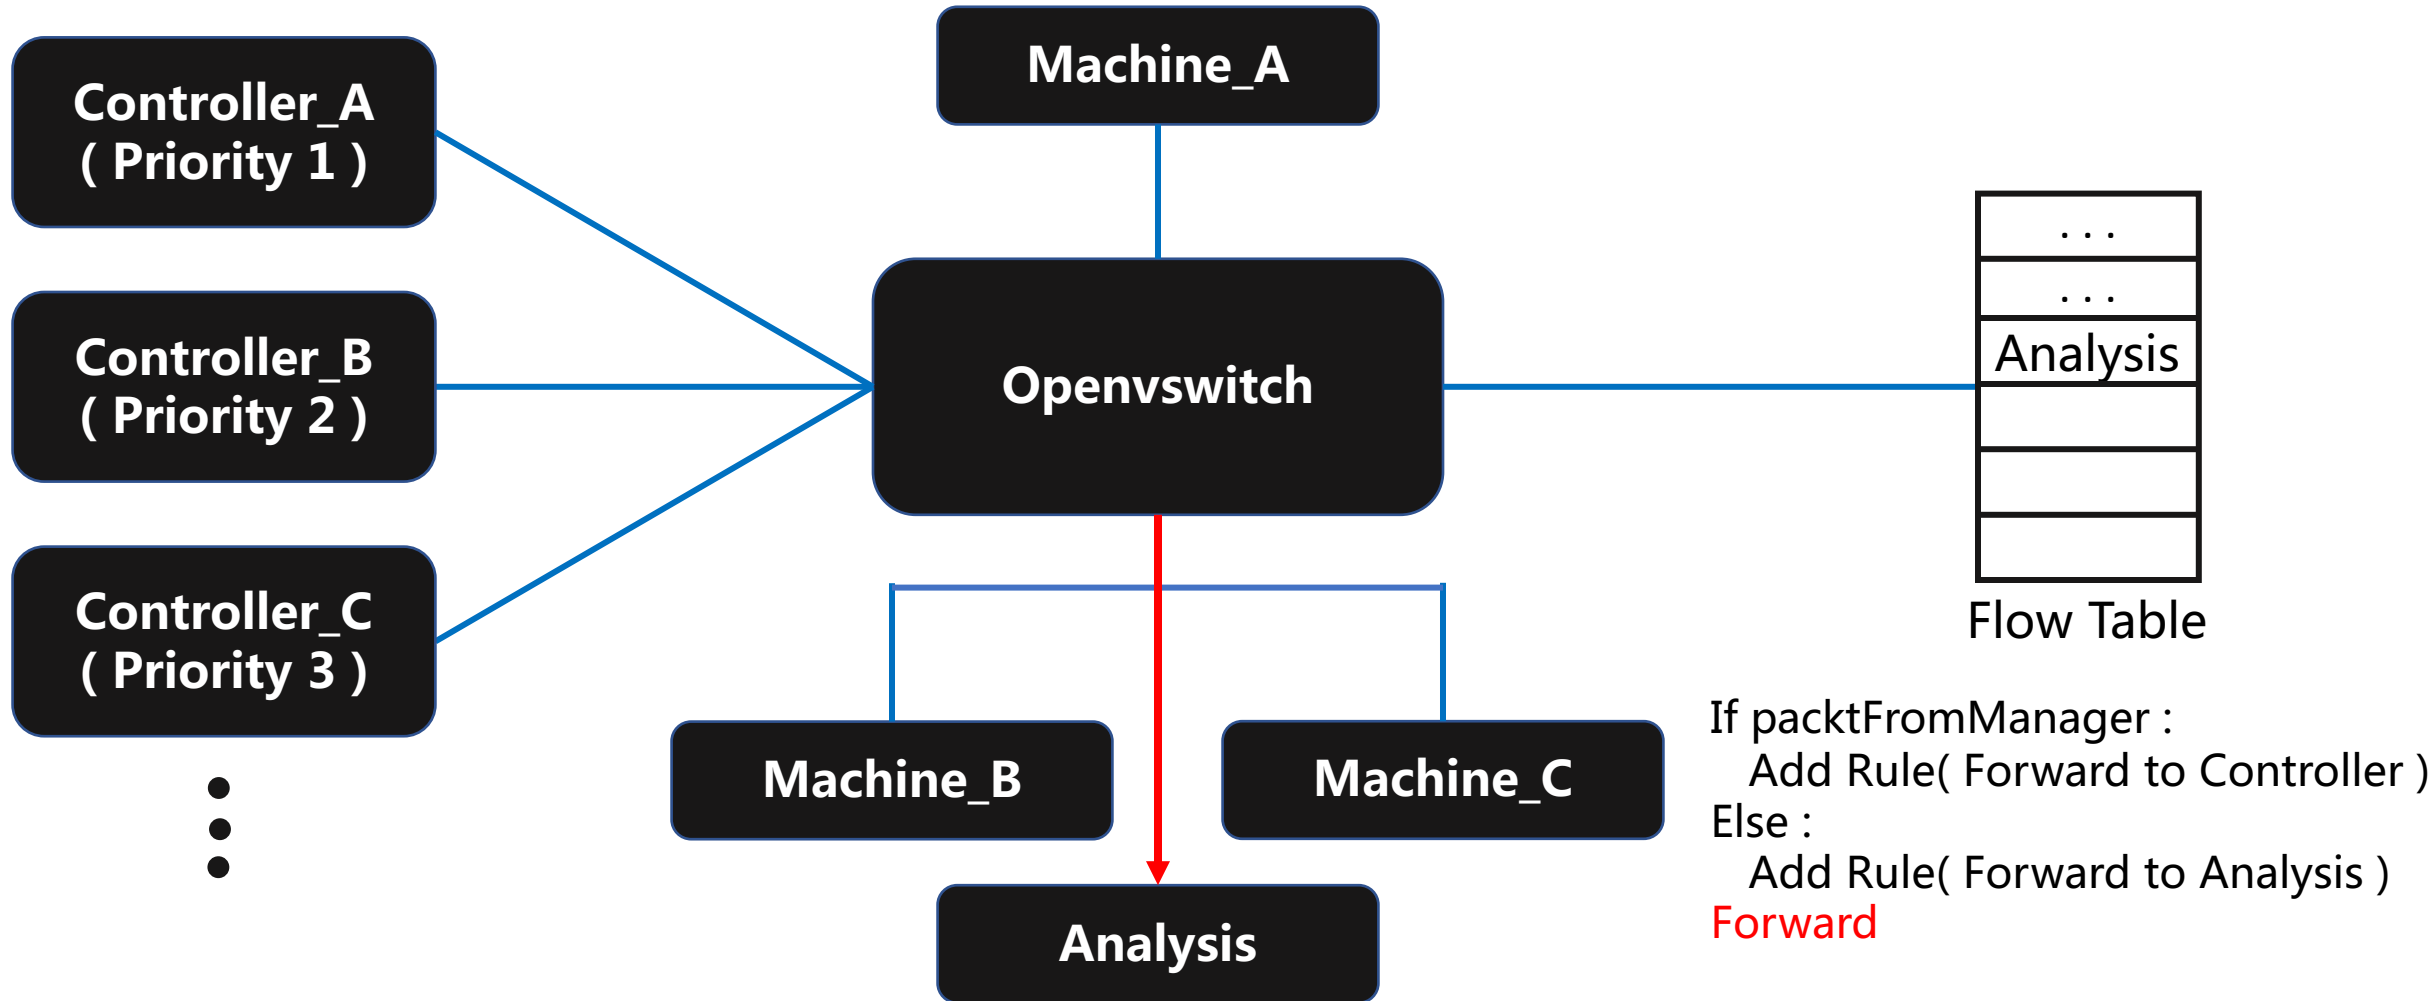 Controller_A
( Priority 1 )
Controller_B
( Priority 2 )
Controller_C
( Priority 3 )
Machine_A
Openvswitch
Machine_B
Machine_C
Analysis
. . .
. . .
Analysis
Flow Table
If packtFromManager :
Add Rule( Forward to Controller )
Else :
Add Rule( Forward to Analysis )
Forward